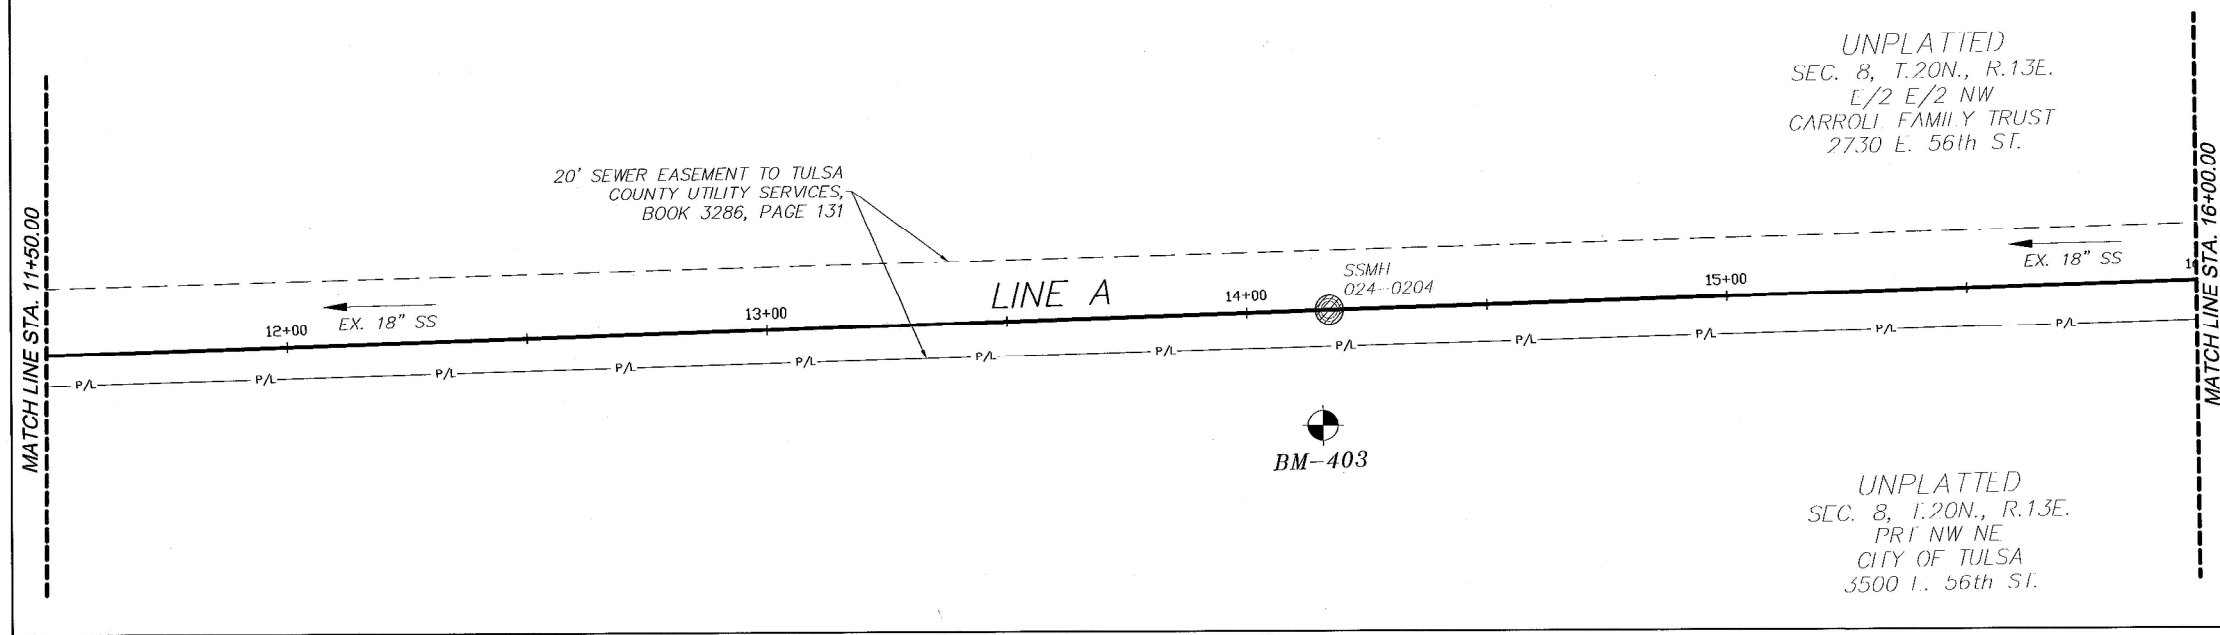 UNPLATTED
SEC. 8, T.20N., R.13E.
E/2 E/2 NW
CARROLL FAMILY TRUST
2730 E. 56th ST.
20' SEWER EASEMENT TO TULSA
COUNTY UTILITY SERVICES,
BOOK 3286, PAGE 131
MATCH LINE STA. 11+50.00
MATCH LINE STA. 16+00.00
EX. 18" SS
12+00
13+00
LINE A
14+00
SSMH
024-0204
15+00
EX. 18" SS
P/L
P/L
P/L
P/L
P/L
P/L
P/L
P/L
P/L
P/L
P/L
P/L
BM-403
UNPLATTED
SEC. 8, T.20N., R.13E.
PRT NW NE
CITY OF TULSA
3500 E. 56th ST.